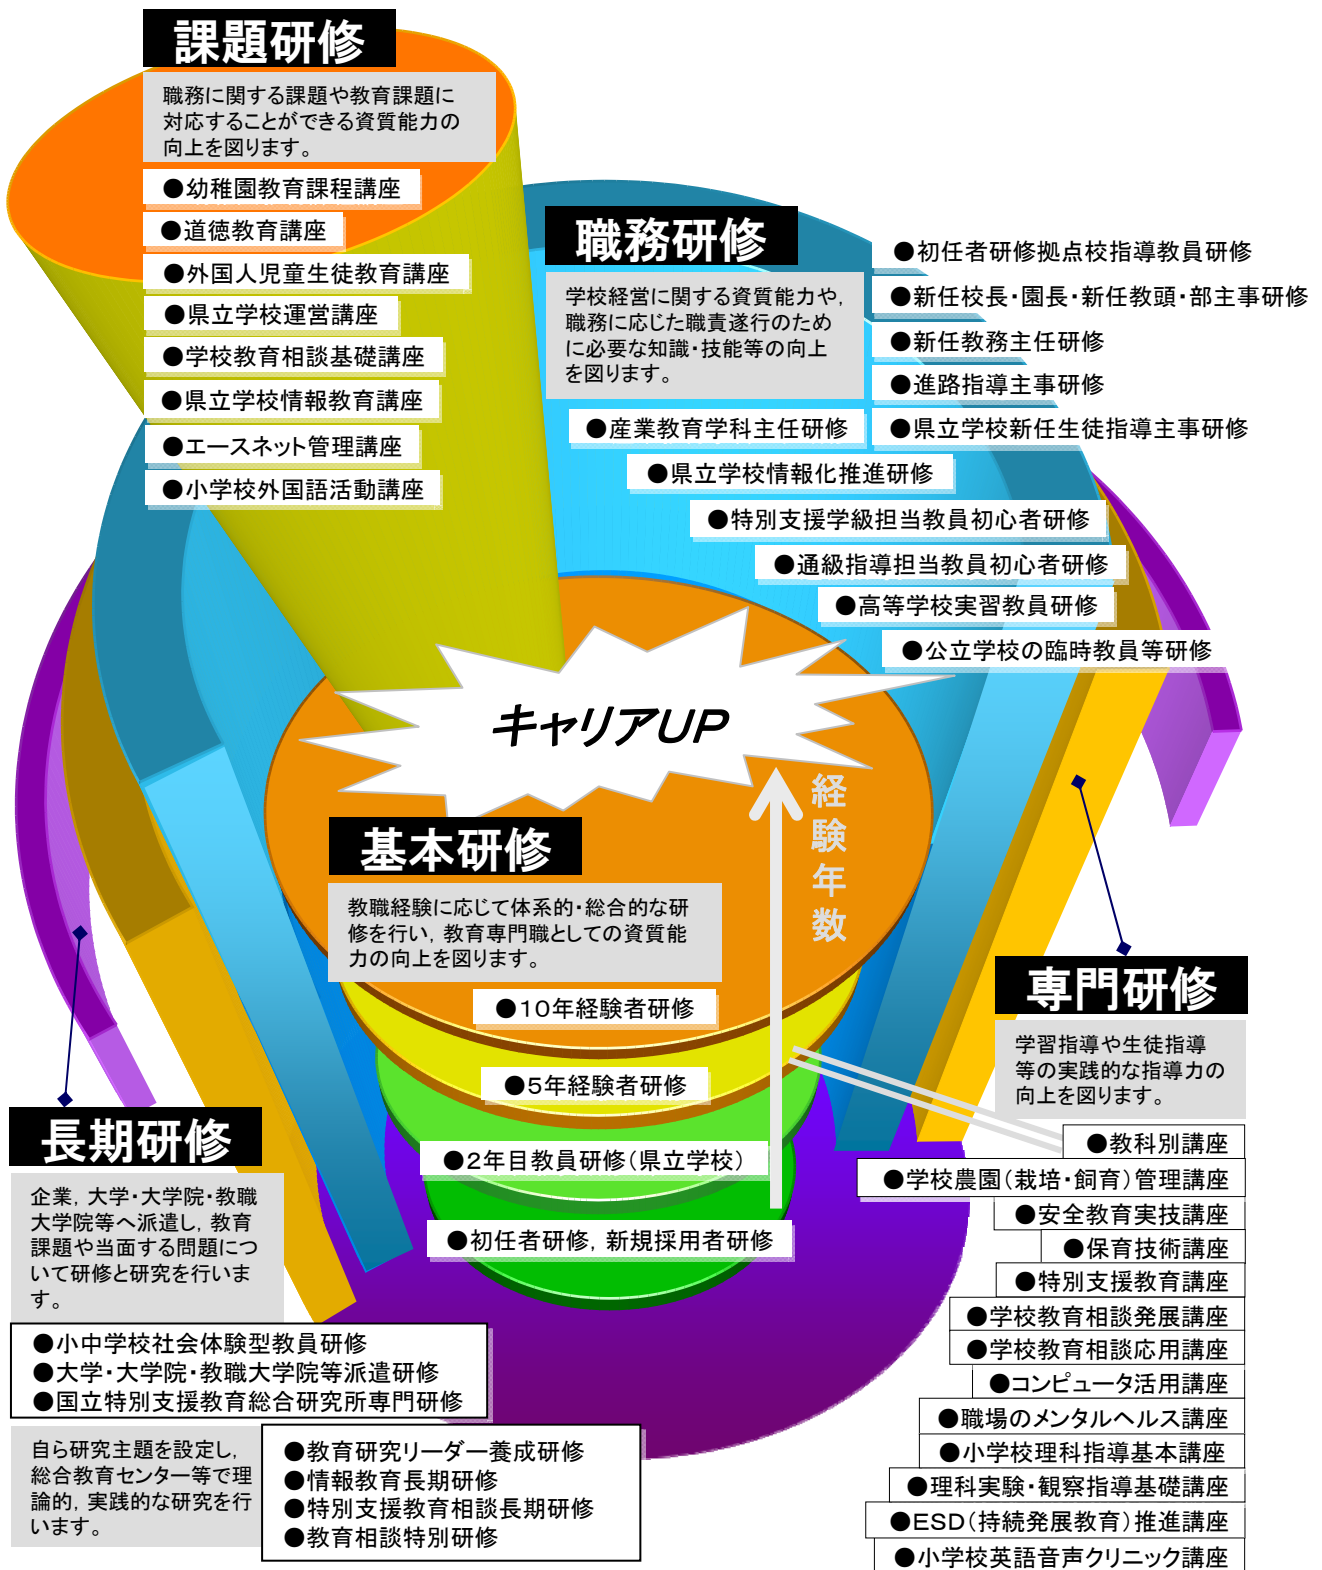 課題研修
職務に関する課題や教育課題に
対応することができる資質能力の
向上を図ります。
●幼稚園教育課程講座
●道徳教育講座
●外国人児童生徒教育講座
●県立学校運営講座
●学校教育相談基礎講座
●県立学校情報教育講座
●エースネット管理講座
●小学校外国語活動講座
職務研修
学校経営に関する資質能力や，
職務に応じた職責遂行のため
に必要な知識・技能等の向上
を図ります。
●初任者研修拠点校指導教員研修
●新任校長・園長・新任教頭・部主事研修
●新任教務主任研修
●進路指導主事研修
●産業教育学科主任研修
●県立学校新任生徒指導主事研修
●県立学校情報化推進研修
●特別支援学級担当教員初心者研修
●通級指導担当教員初心者研修
●高等学校実習教員研修
●公立学校の臨時教員等研修
キャリアUP
経験年数
基本研修
教職経験に応じて体系的・総合的な研
修を行い，教育専門職としての資質能
力の向上を図ります。
●１０年経験者研修
●５年経験者研修
●２年目教員研修（県立学校）
●初任者研修，新規採用者研修
専門研修
学習指導や生徒指導
等の実践的な指導力の
向上を図ります。
●教科別講座
●学校農園（栽培・飼育）管理講座
●安全教育実技講座
●保育技術講座
●特別支援教育講座
●学校教育相談発展講座
●学校教育相談応用講座
●コンピュータ活用講座
●職場のメンタルヘルス講座
●小学校理科指導基本講座
●理科実験・観察指導基礎講座
●ＥＳＤ（持続発展教育）推進講座
●小学校英語音声クリニック講座
長期研修
企業，大学・大学院・教職
大学院等へ派遣し，教育
課題や当面する問題につ
いて研修と研究を行いま
す。
●小中学校社会体験型教員研修
●大学・大学院・教職大学院等派遣研修
●国立特別支援教育総合研究所専門研修
自ら研究主題を設定し，
総合教育センター等で理
論的，実践的な研究を行
います。
●教育研究リーダー養成研修
●情報教育長期研修
●特別支援教育相談長期研修
●教育相談特別研修